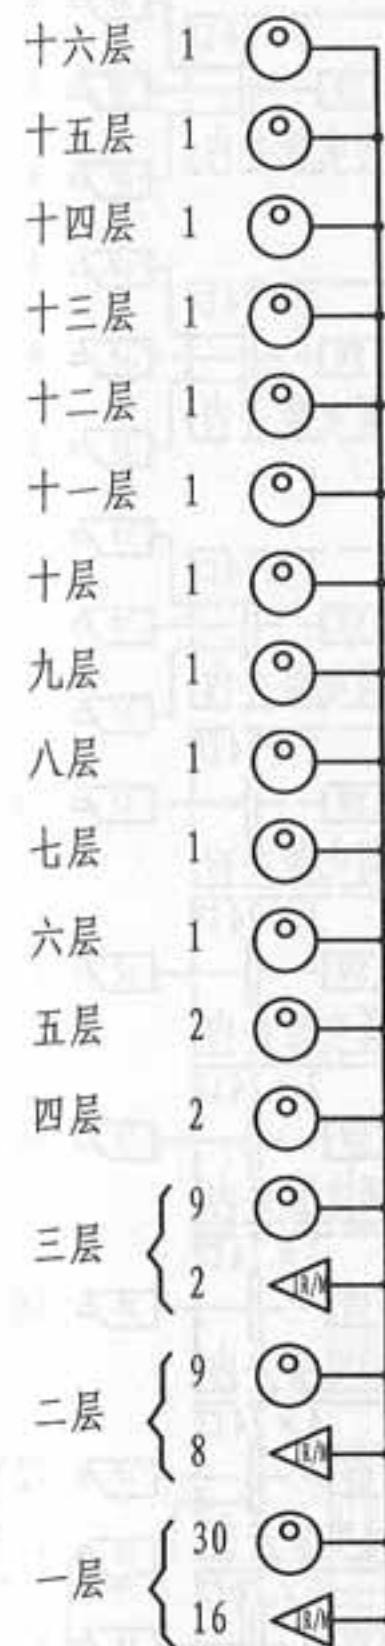 十六层 1
十五层 1
十四层 1
十三层 1
十二层 1
十一层 1
十层 1
九层 1
八层 1
七层 1
六层 1
五层 2
四层 2
三层 9
2 IR/M
二层 9
8 IR/M
一层 30
16 IR/M